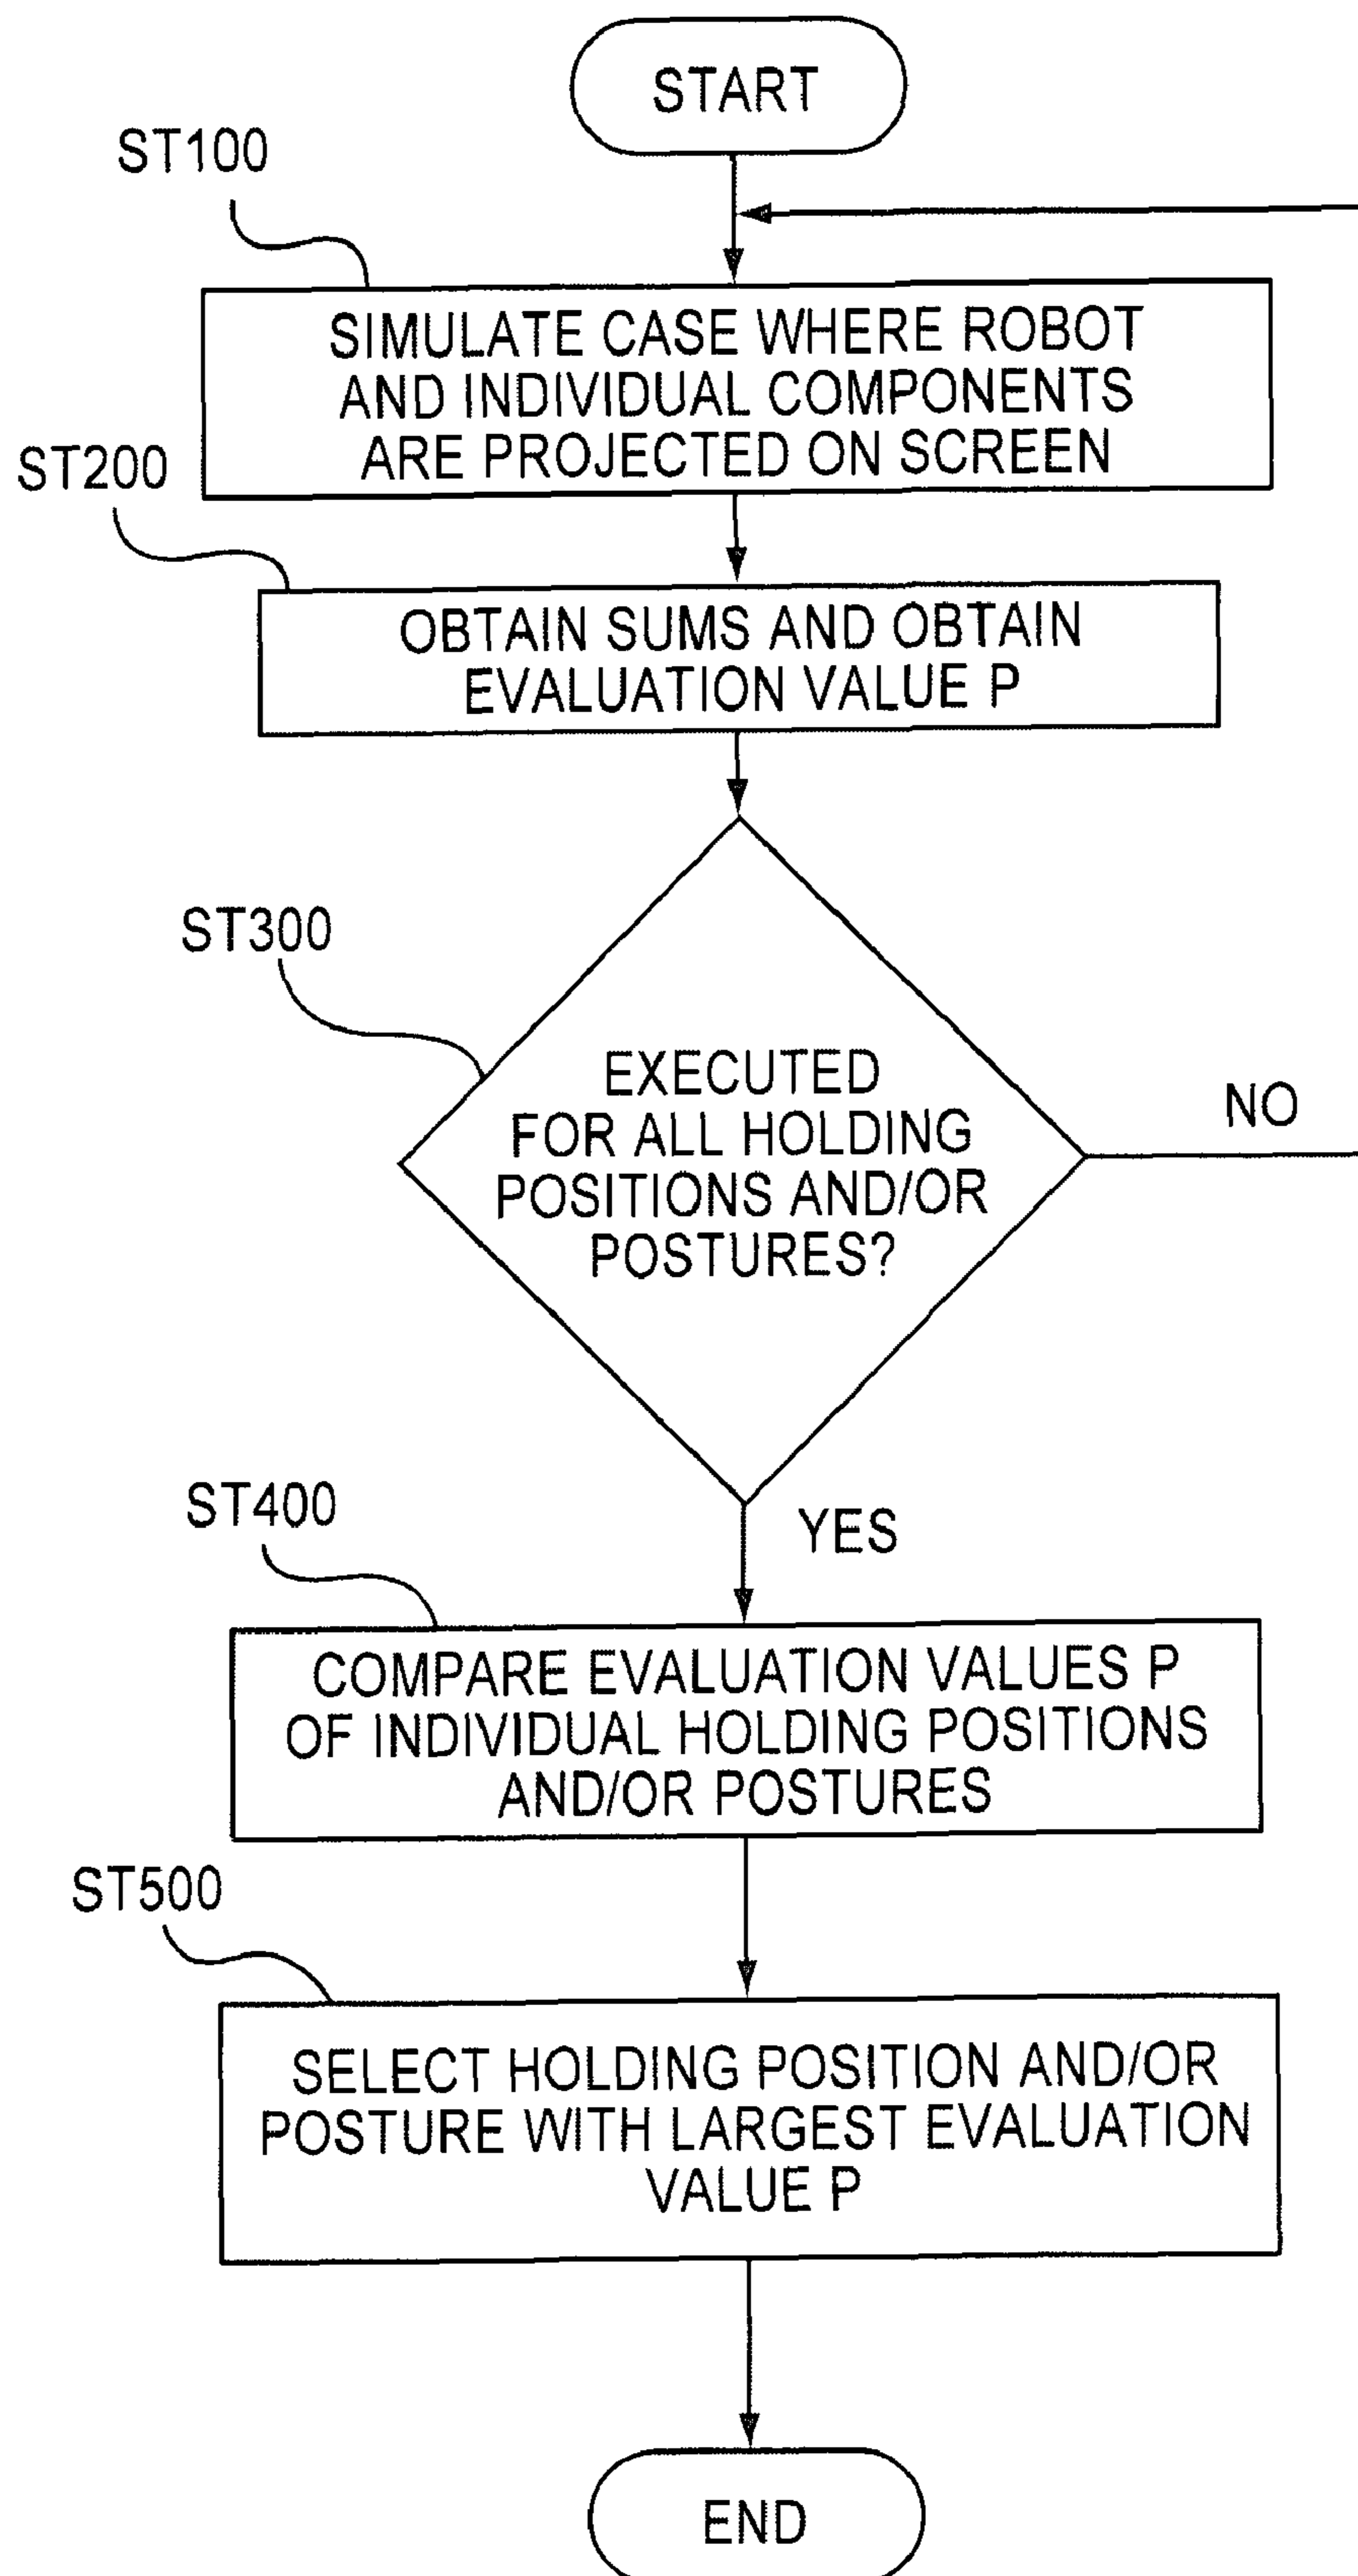 START
ST100
SIMULATE CASE WHERE ROBOT
AND INDIVIDUAL COMPONENTS
ARE PROJECTED ON SCREEN
ST200
OBTAIN SUMS AND OBTAIN
EVALUATION VALUE P
ST300
EXECUTED
FOR ALL HOLDING
POSITIONS AND/OR
POSTURES?
NO
YES
ST400
COMPARE EVALUATION VALUES P
OF INDIVIDUAL HOLDING POSITIONS
AND/OR POSTURES
ST500
SELECT HOLDING POSITION AND/OR
POSTURE WITH LARGEST EVALUATION
VALUE P
END